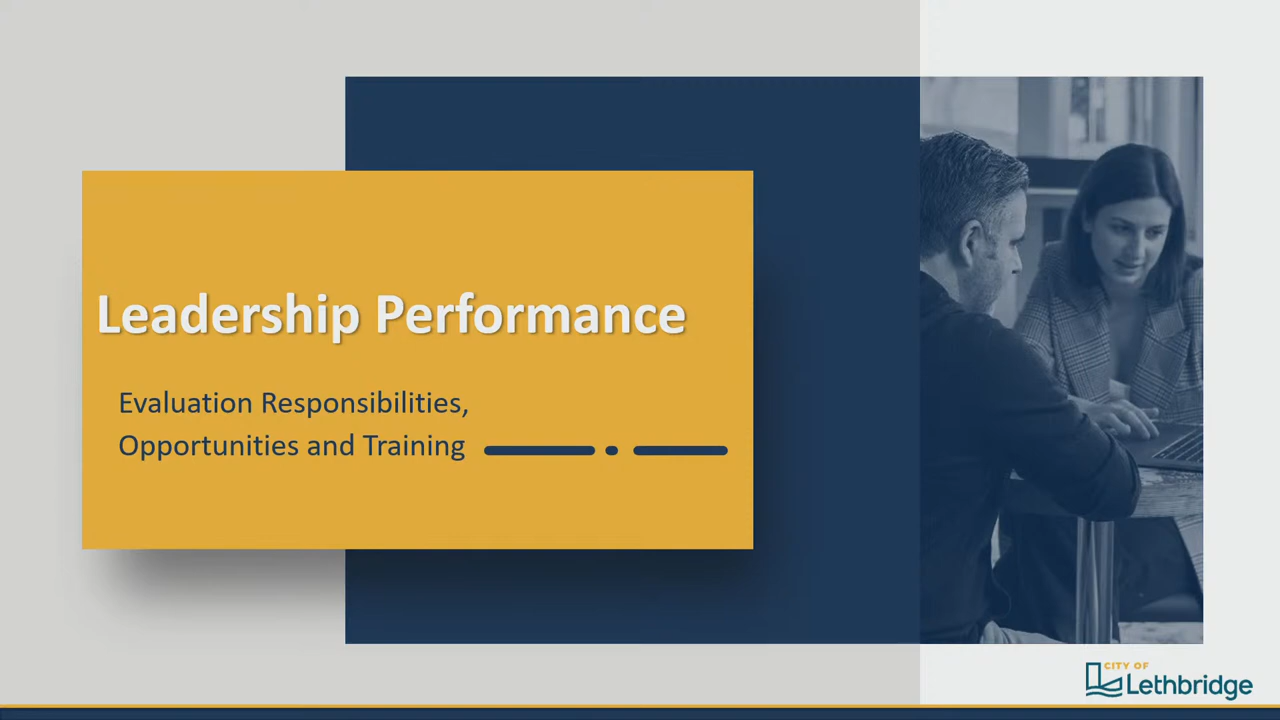 Leadership Performance
Evaluation Responsibilities,
Opportunities and Training
CITY OF
Lethbridge